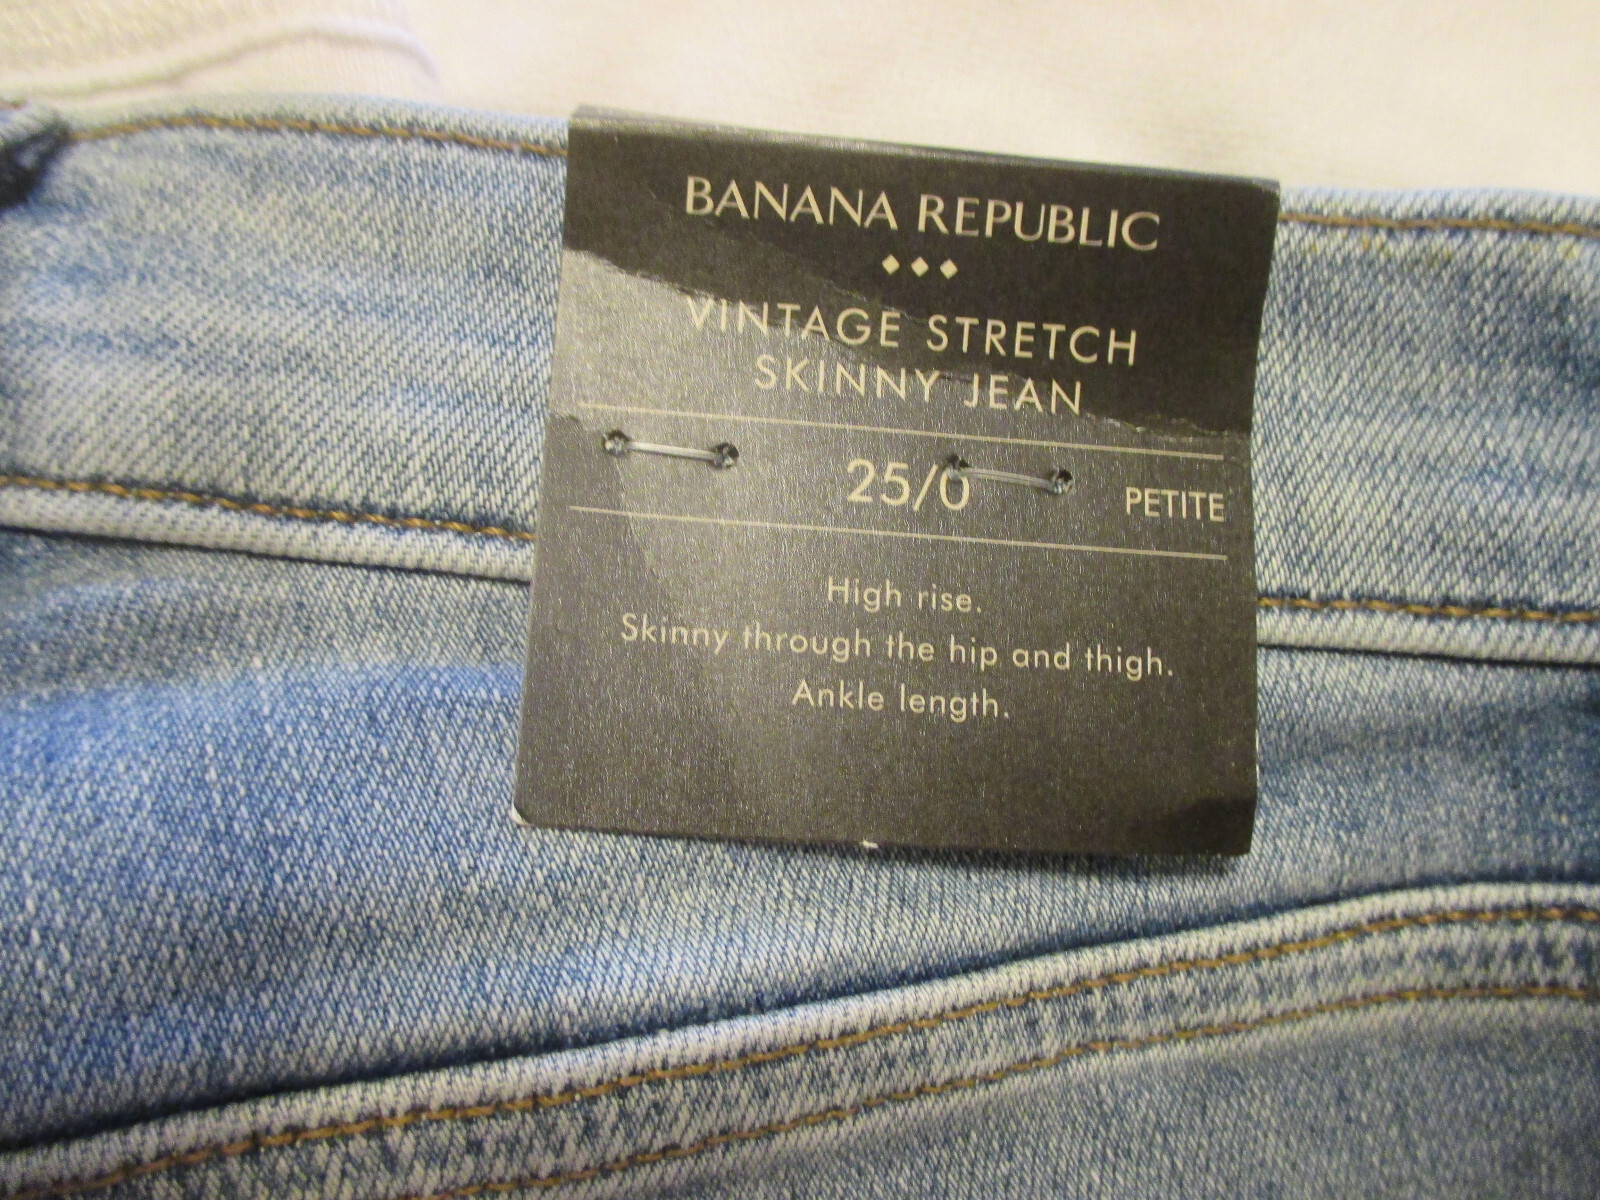 BANANA REPUBLIC
VINTAGE STRETCH
SKINNY JEAN
25/0 PETITE
High rise.
Skinny through the hip and thigh.
Ankle length.